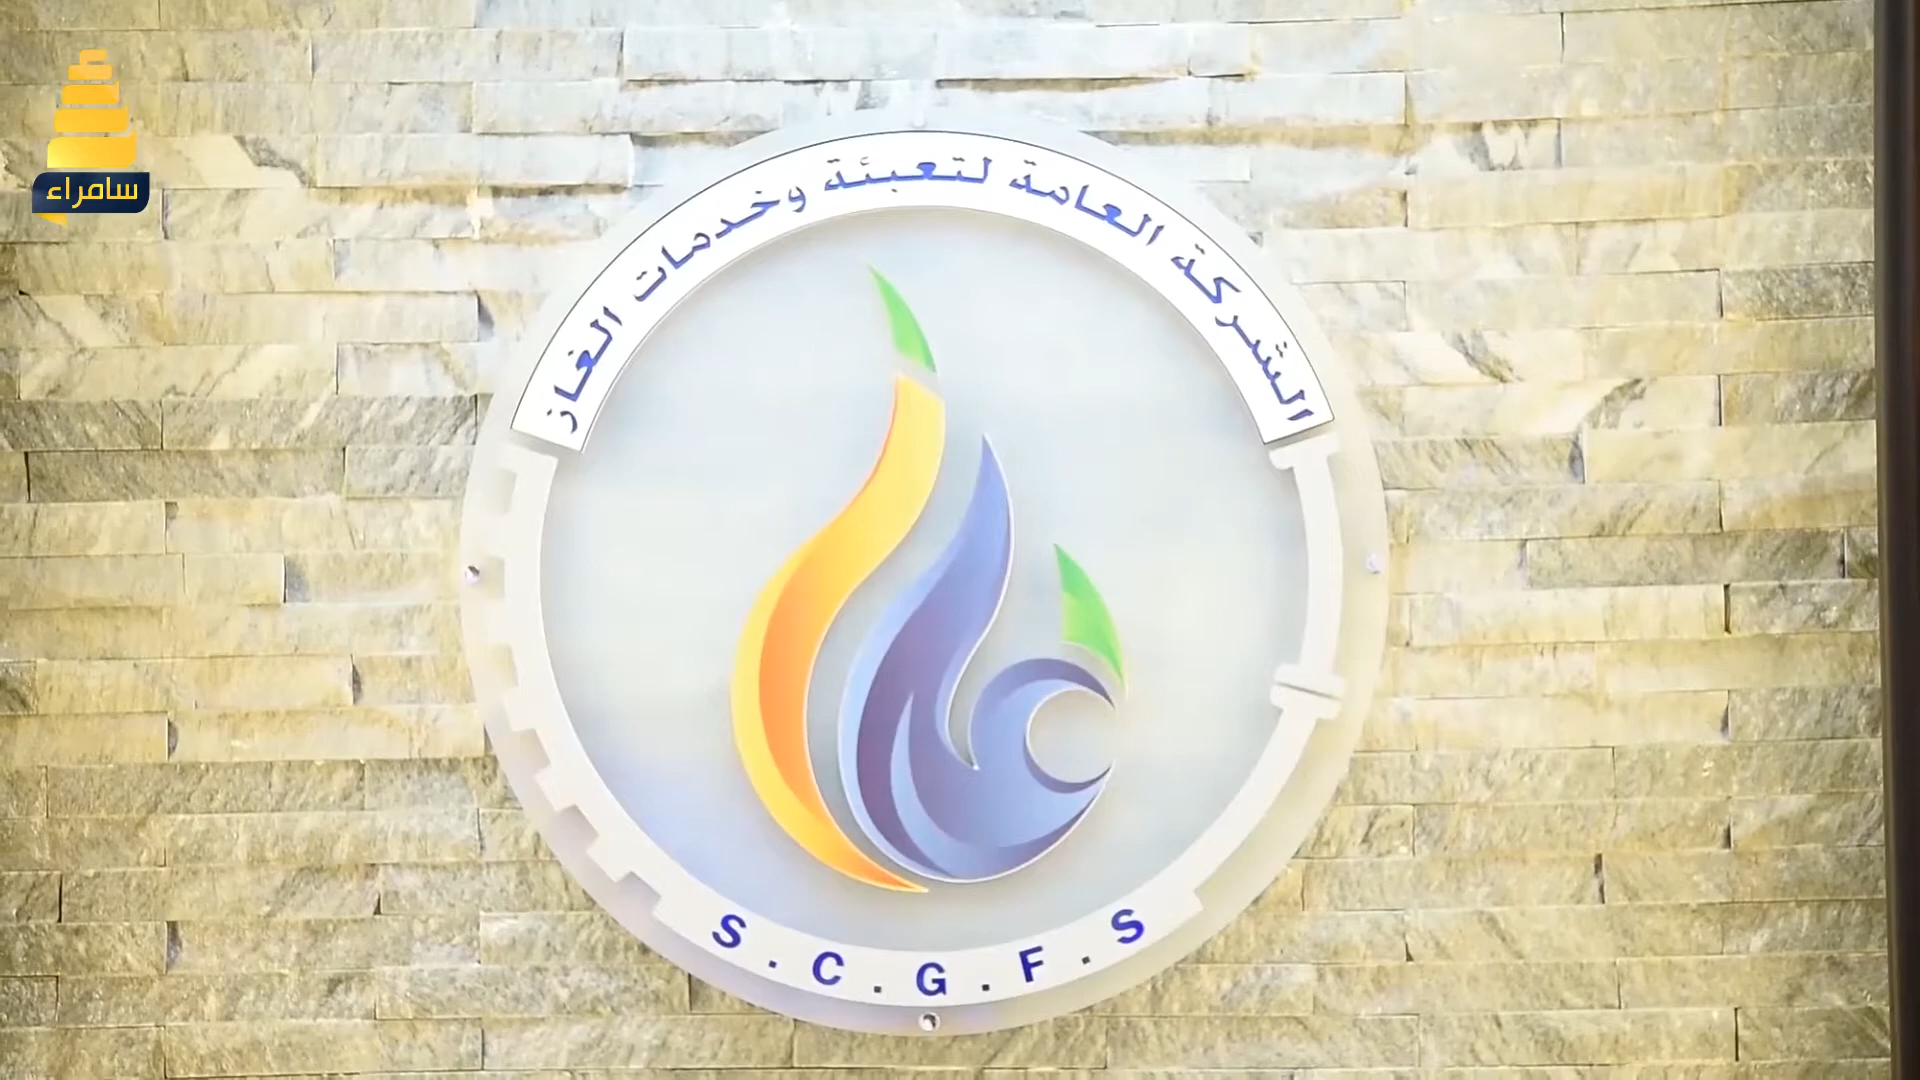 سامراء
الشركة العامة لتعبئة وخدمات الغاز
S . C . G . F . S